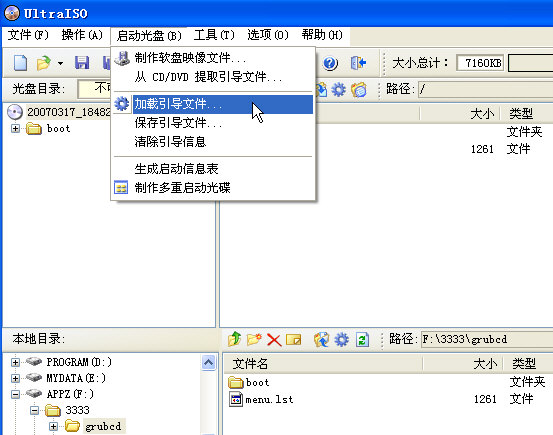 UltraISO
文件(F) 操作(A) 启动光盘(B) 工具(T) 选项(O) 帮助(H)
制作软盘映像文件...
从 CD/DVD 提取引导文件...
加载引导文件...
保存引导文件...
清除引导信息
生成启动信息表
制作多重启动光碟
大小总计: 7160KB
光盘目录: 不可
路径: /
20070317_18482
boot
大小 类型
文件夹
1261 文件
本地目录:
路径: F:\3333\grubcd
PROGRAM(D:)
MYDATA(E:)
APPZ(F:)
3333
grubcd
文件名 大小 类型
boot 文件夹
menu.lst 1261 文件